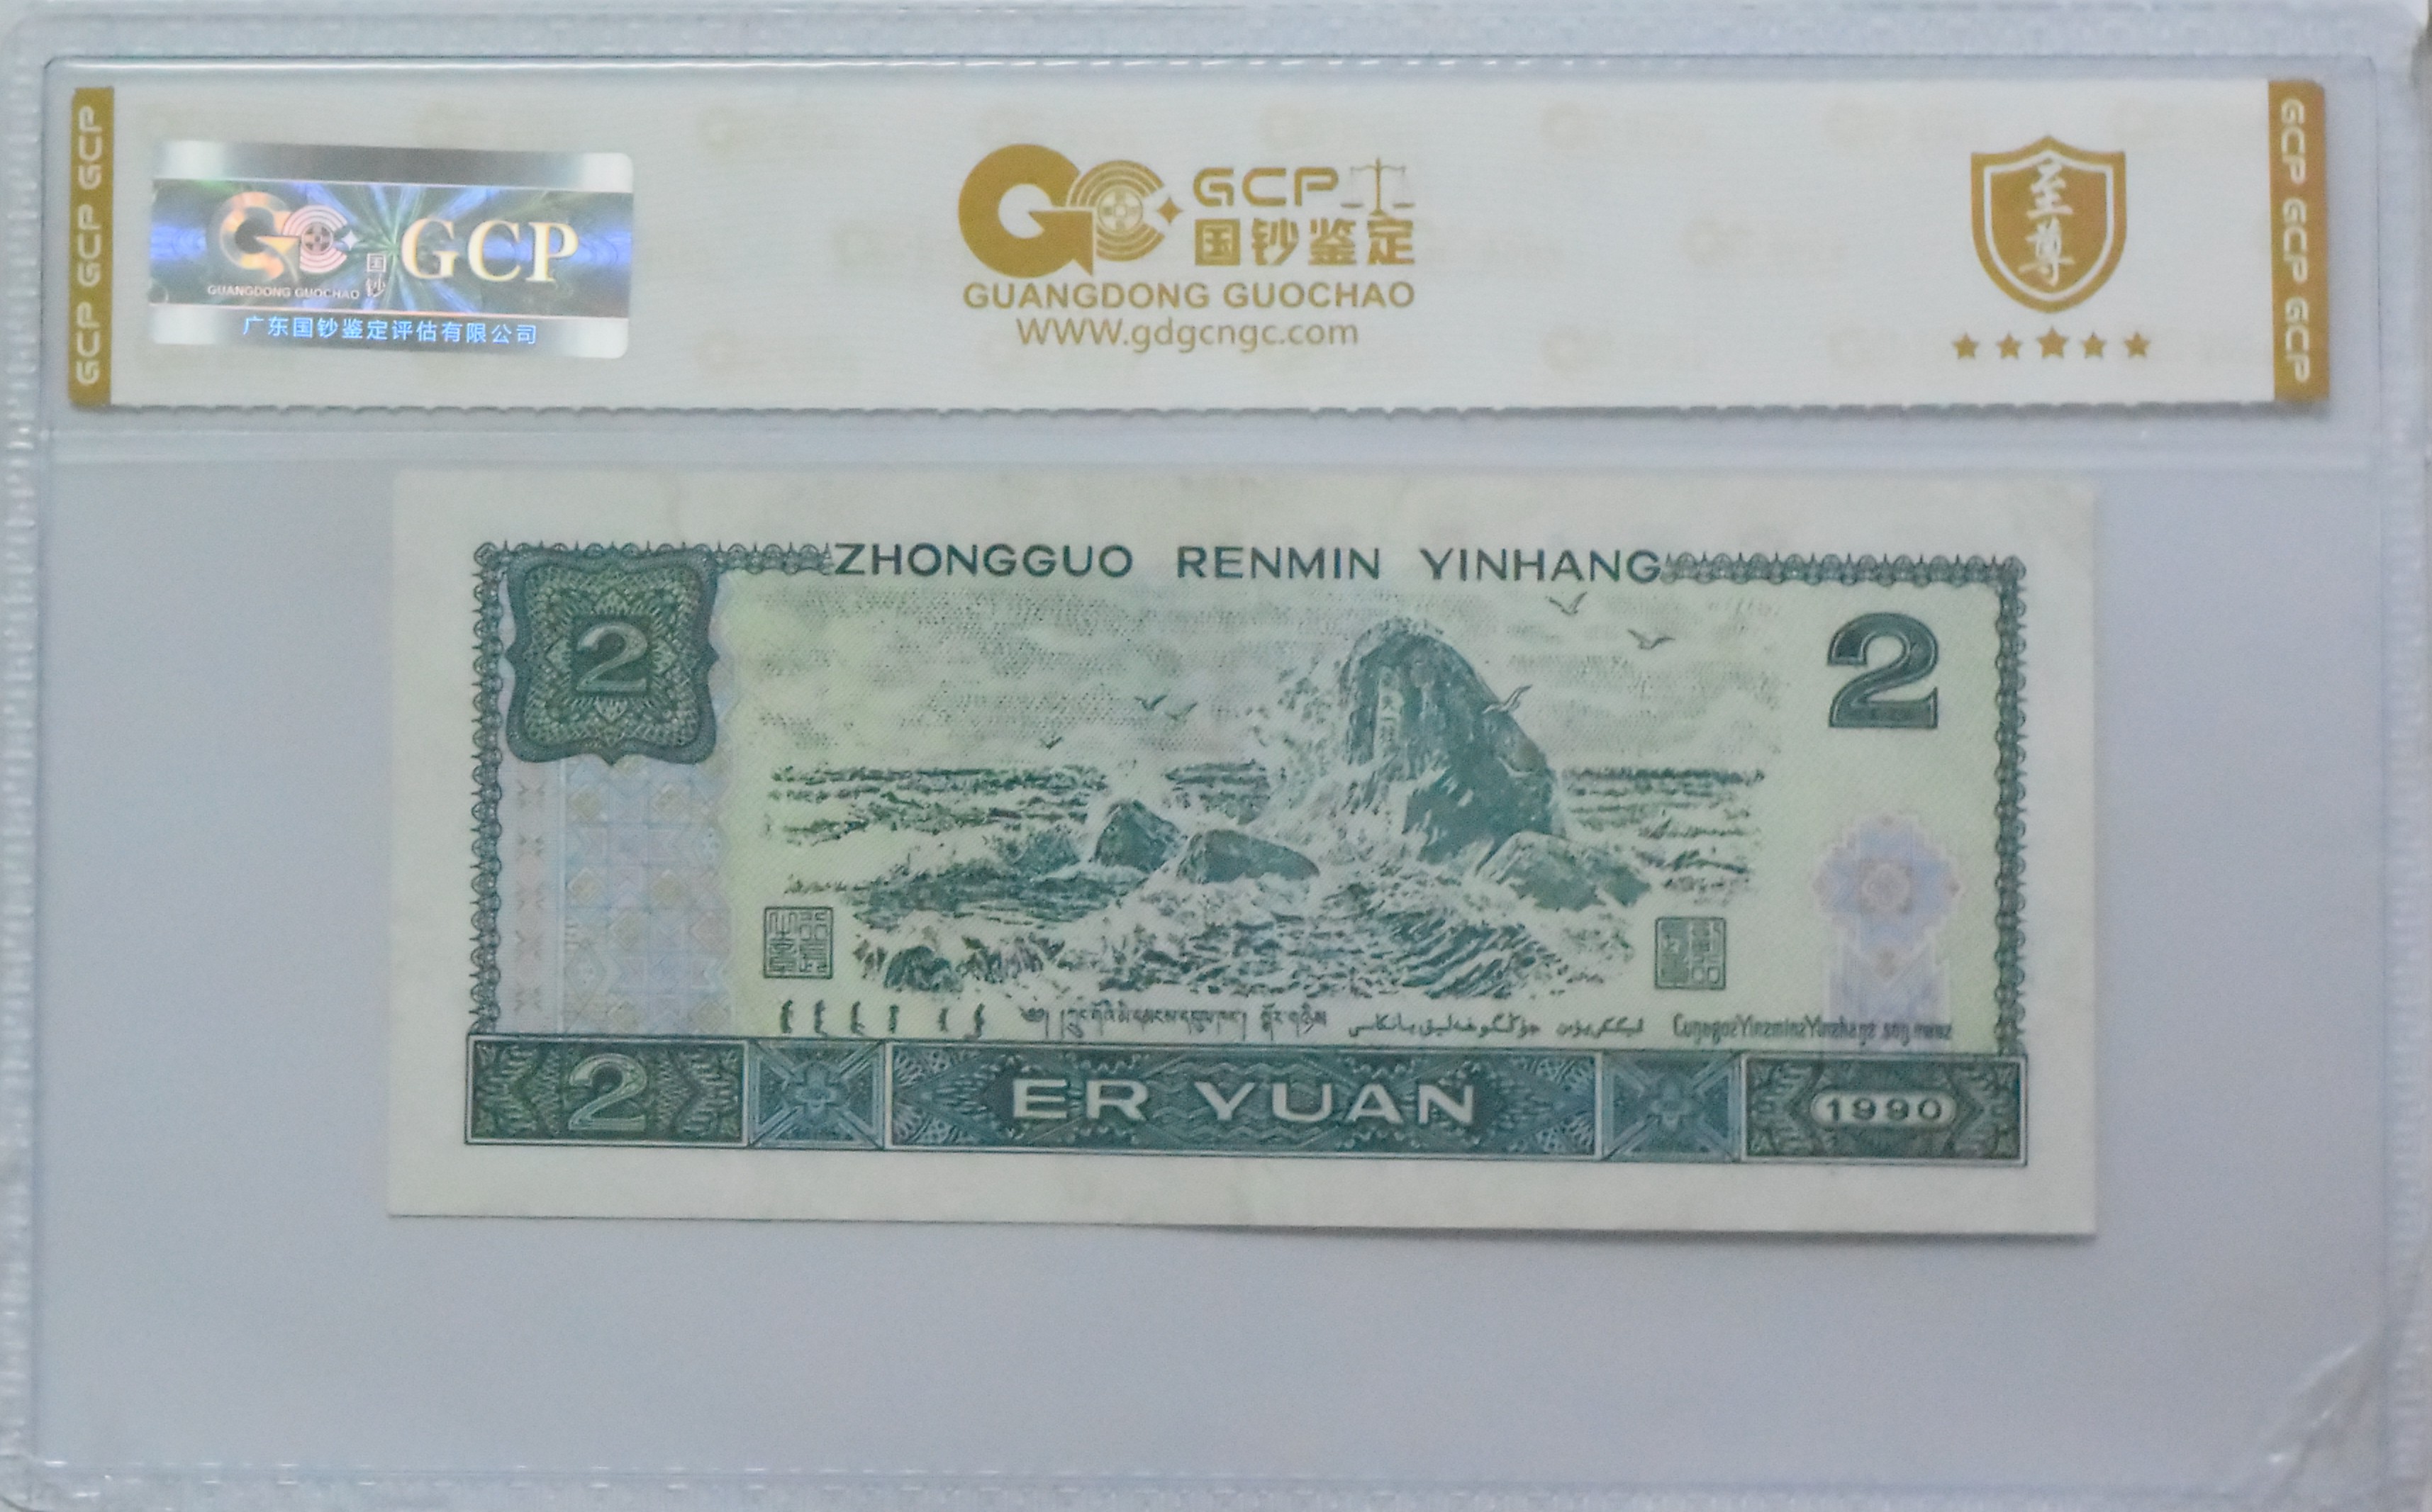 GCP GCP GCP
GUANGDONG GUOCHAO
国钞
GCP
广东国钞鉴定评估有限公司
GCP
国钞鉴定
GUANGDONG GUOCHAO
WWW.gdgcngc.com
至尊
GCP GCP GCP
ZHONGGUO RENMIN YINHANG
2
2
2
ER YUAN
1990